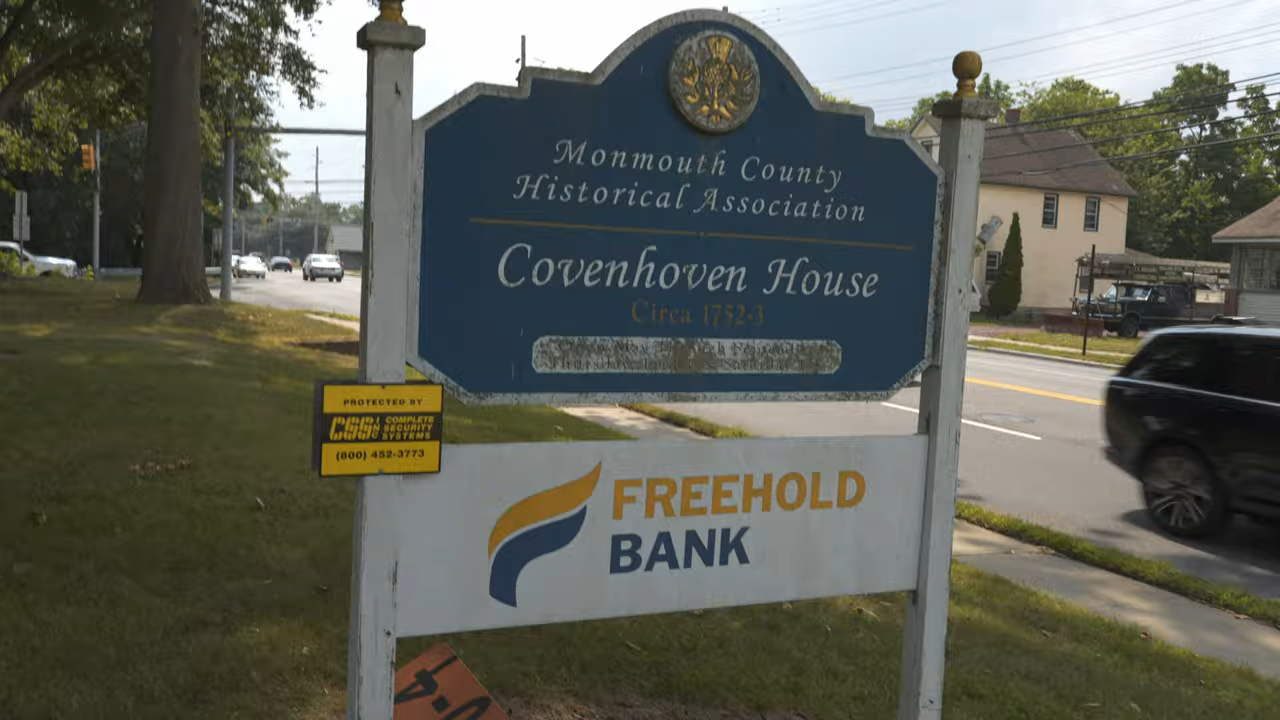 Monmouth County
Historical Association
Covenhoven House
Circa 1752-3
PROTECTED BY
CSS COMPLETE
SECURITY
SYSTEMS
(800) 452-3773
FREEHOLD
BANK